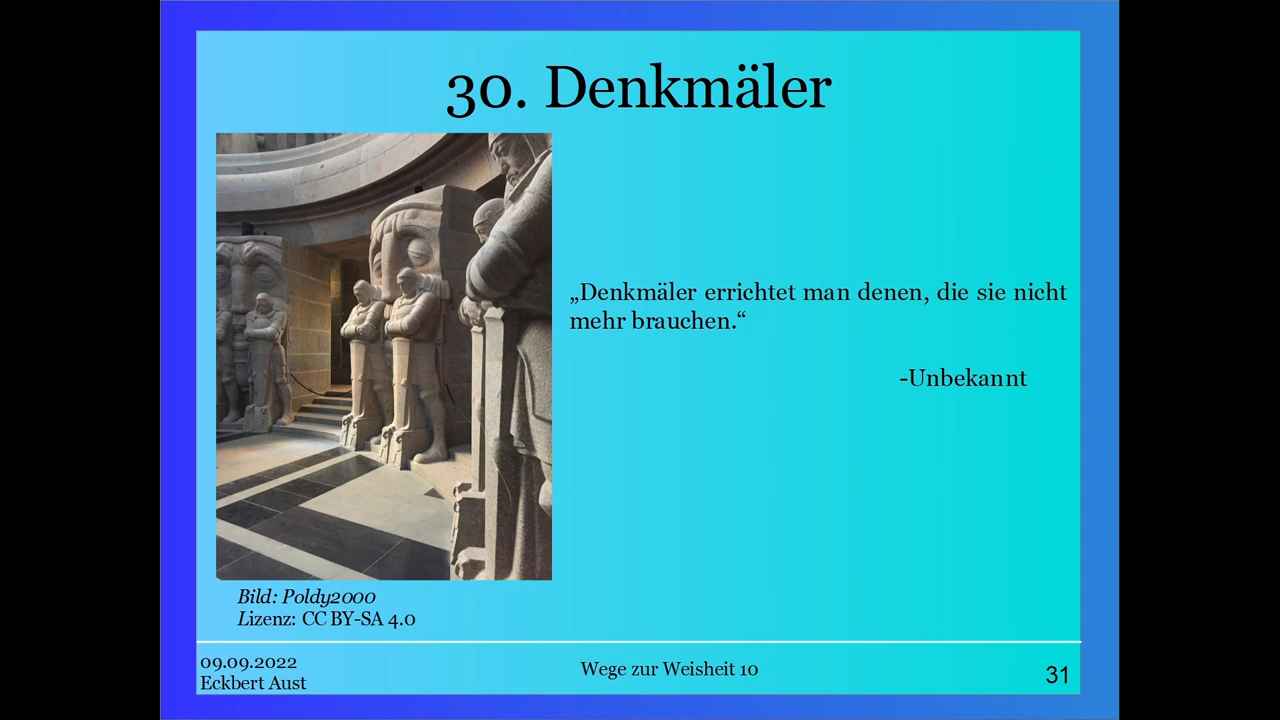 30. Denkmäler
„Denkmäler errichtet man denen, die sie nicht
mehr brauchen.“
-Unbekannt
Bild: Poldy2000
Lizenz: CC BY-SA 4.0
09.09.2022
Eckbert Aust
Wege zur Weisheit 10
31